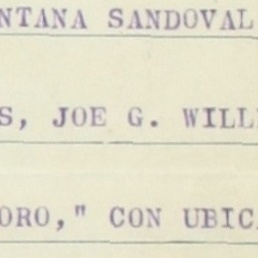 NTANA SANDOVAL
S, JOE G. WILL
ORO," CON UBICA